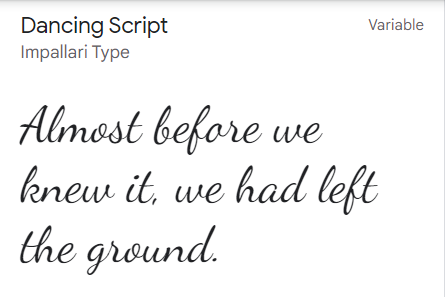 Dancing Script
Variable
Impallari Type
Almost before we
knew it, we had left
the ground.